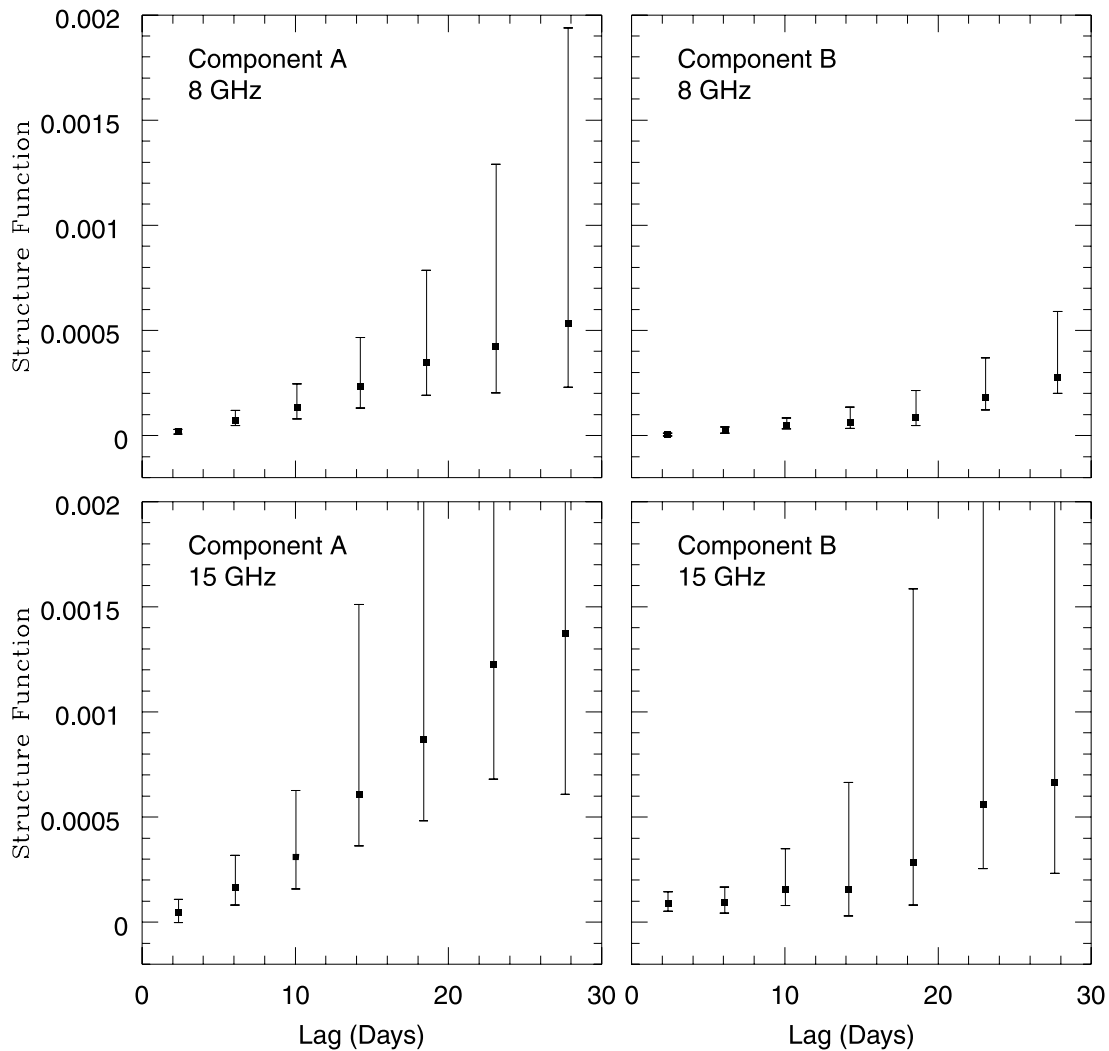 0.002
Component A
8 GHz
0.0015
0.001
0.0005
0
Structure Function
Component B
8 GHz
0.002
Component A
15 GHz
0.0015
0.001
0.0005
0
Structure Function
Component B
15 GHz
0 10 20 30
Lag (Days)
0 10 20 30
Lag (Days)